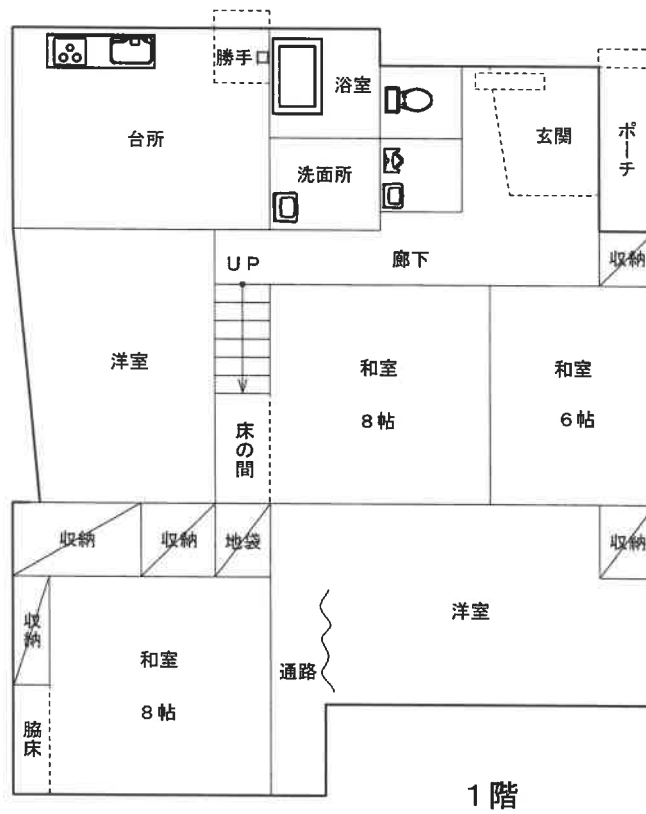 勝手
浴室
台所
玄関
ポーチ
洗面所
UP
廊下
収納
洋室
和室
8帖
和室
6帖
床の間
収納
収納
地袋
収納
収納
和室
8帖
通路
洋室
脇床
1階